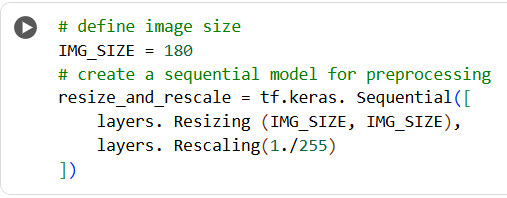 # define image size
IMG_SIZE = 180
# create a sequential model for preprocessing
resize_and_rescale = tf.keras. Sequential([
    layers. Resizing (IMG_SIZE, IMG_SIZE),
    layers. Rescaling(1./255)
])